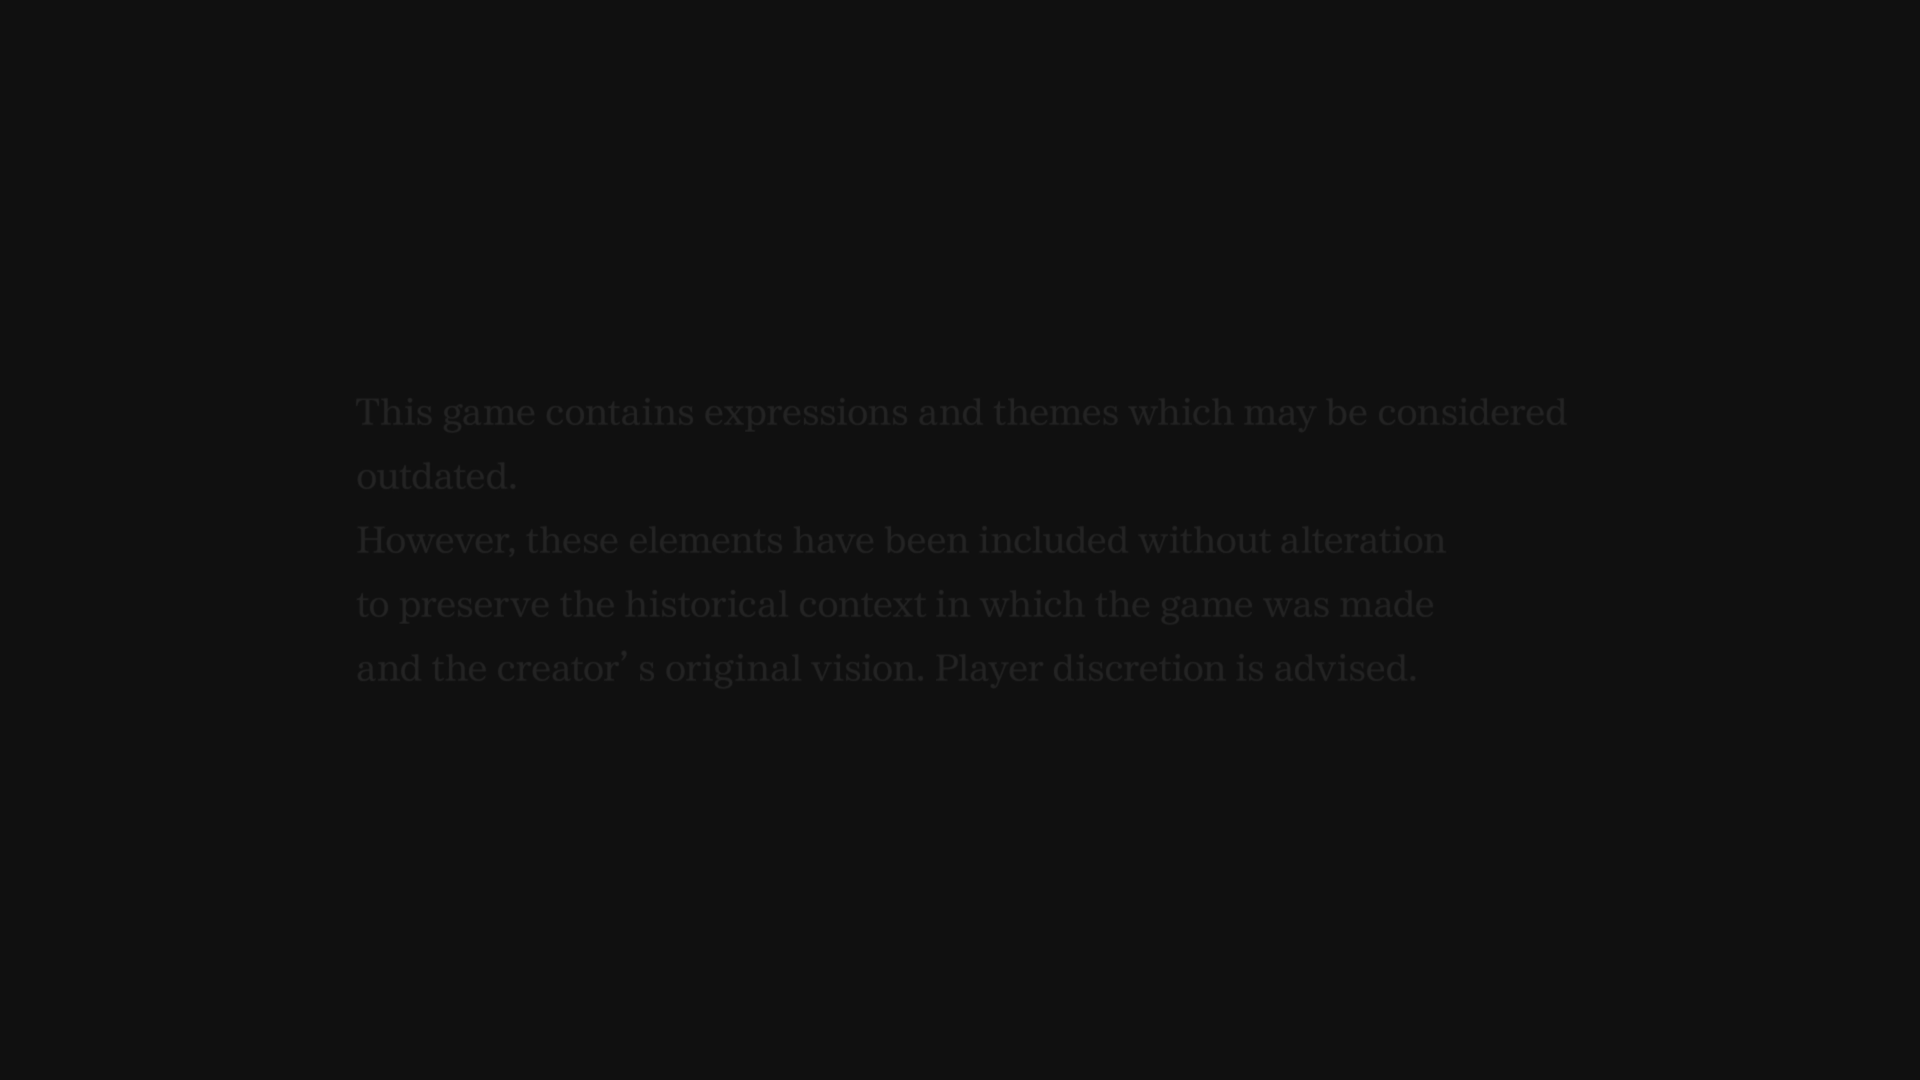 This game contains expressions and themes which may be considered
outdated.
However, these elements have been included without alteration
to preserve the historical context in which the game was made
and the creator’ s original vision. Player discretion is advised.